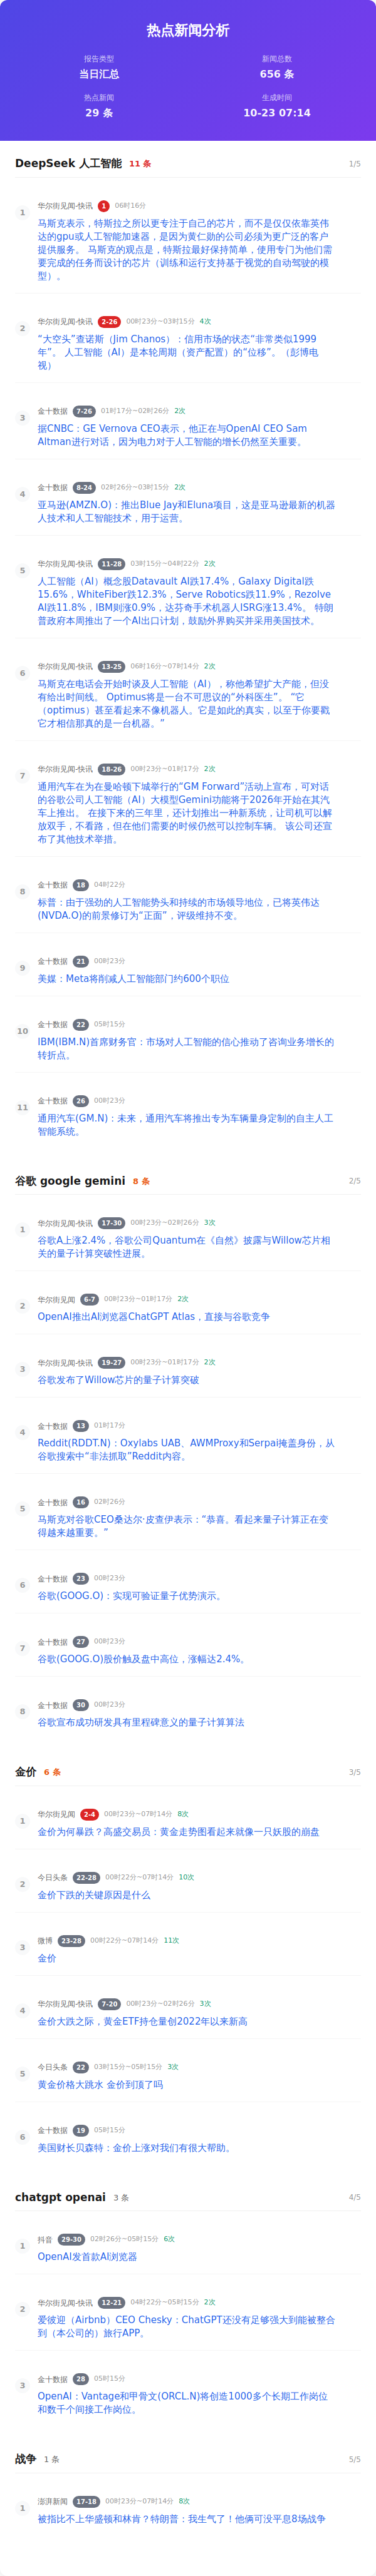 热点新闻分析
报告类型
当日汇总
新闻总数
656 条
热点新闻
29 条
生成时间
10-23 07:14
DeepSeek 人工智能 11 条 1/5
1
华尔街见闻-快讯 1 06时16分
马斯克表示，特斯拉之所以更专注于自己的芯片，而不是仅仅依靠英伟
达的gpu或人工智能加速器，是因为黄仁勋的公司必须为更广泛的客户
提供服务。 马斯克的观点是，特斯拉最好保持简单，使用专门为他们需
要完成的任务而设计的芯片（训练和运行支持基于视觉的自动驾驶的模
型）。
2
华尔街见闻-快讯 2-26 00时23分~03时15分 4次
“大空头”查诺斯（Jim Chanos）：信用市场的状态“非常类似1999
年”。 人工智能（AI）是本轮周期（资产配置）的“位移”。（彭博电
视）
3
金十数据 7-26 01时17分~02时26分 2次
据CNBC：GE Vernova CEO表示，他正在与OpenAI CEO Sam
Altman进行对话，因为电力对于人工智能的增长仍然至关重要。
4
金十数据 8-24 02时26分~03时15分 2次
亚马逊(AMZN.O)：推出Blue Jay和Eluna项目，这是亚马逊最新的机器
人技术和人工智能技术，用于运营。
5
华尔街见闻-快讯 11-28 03时15分~04时22分 2次
人工智能（AI）概念股Datavault AI跌17.4%，Galaxy Digital跌
15.6%，WhiteFiber跌12.3%，Serve Robotics跌11.9%，Rezolve
AI跌11.8%，IBM则涨0.9%，达芬奇手术机器人ISRG涨13.4%。 特朗
普政府本周推出了一个AI出口计划，鼓励外界购买并采用美国技术。
6
华尔街见闻-快讯 13-25 06时16分~07时14分 2次
马斯克在电话会开始时谈及人工智能（AI），称他希望扩大产能，但没
有给出时间线。 Optimus将是一台不可思议的“外科医生”。 “它
（optimus）甚至看起来不像机器人。它是如此的真实，以至于你要戳
它才相信那真的是一台机器。”
7
华尔街见闻-快讯 18-26 00时23分~01时17分 2次
通用汽车在为在曼哈顿下城举行的“GM Forward”活动上宣布，可对话
的谷歌公司人工智能（AI）大模型Gemini功能将于2026年开始在其汽
车上推出。 在接下来的三年里，还计划推出一种新系统，让司机可以解
放双手，不看路，但在他们需要的时候仍然可以控制车辆。 该公司还宣
布了其他技术举措。
8
金十数据 18 04时22分
标普：由于强劲的人工智能势头和持续的市场领导地位，已将英伟达
(NVDA.O)的前景修订为“正面”，评级维持不变。
9
金十数据 21 00时23分
美媒：Meta将削减人工智能部门约600个职位
10
金十数据 22 05时15分
IBM(IBM.N)首席财务官：市场对人工智能的信心推动了咨询业务增长的
转折点。
11
金十数据 26 00时23分
通用汽车(GM.N)：未来，通用汽车将推出专为车辆量身定制的自主人工
智能系统。
谷歌 google gemini 8 条 2/5
1
华尔街见闻-快讯 17-30 00时23分~02时26分 3次
谷歌A上涨2.4%，谷歌公司Quantum在《自然》披露与Willow芯片相
关的量子计算突破性进展。
2
华尔街见闻 6-7 00时23分~01时17分 2次
OpenAI推出AI浏览器ChatGPT Atlas，直接与谷歌竞争
3
华尔街见闻-快讯 19-27 00时23分~01时17分 2次
谷歌发布了Willow芯片的量子计算突破
4
金十数据 13 01时17分
Reddit(RDDT.N)：Oxylabs UAB、AWMProxy和Serpai掩盖身份，从
谷歌搜索中“非法抓取”Reddit内容。
5
金十数据 16 02时26分
马斯克对谷歌CEO桑达尔·皮查伊表示：“恭喜。看起来量子计算正在变
得越来越重要。”
6
金十数据 23 00时23分
谷歌(GOOG.O)：实现可验证量子优势演示。
7
金十数据 27 00时23分
谷歌(GOOG.O)股价触及盘中高位，涨幅达2.4%。
8
金十数据 30 00时23分
谷歌宣布成功研发具有里程碑意义的量子计算算法
金价 6 条 3/5
1
华尔街见闻 2-4 00时23分~07时14分 8次
金价为何暴跌？高盛交易员：黄金走势图看起来就像一只妖股的崩盘
2
今日头条 22-28 00时22分~07时14分 10次
金价下跌的关键原因是什么
3
微博 23-28 00时22分~07时14分 11次
金价
4
华尔街见闻-快讯 7-20 00时23分~02时26分 3次
金价大跌之际，黄金ETF持仓量创2022年以来新高
5
今日头条 22 03时15分~05时15分 3次
黄金价格大跳水 金价到顶了吗
6
金十数据 19 05时15分
美国财长贝森特：金价上涨对我们有很大帮助。
chatgpt openai 3 条 4/5
1
抖音 29-30 02时26分~05时15分 6次
OpenAI发首款AI浏览器
2
华尔街见闻-快讯 12-21 04时22分~05时15分 2次
爱彼迎（Airbnb）CEO Chesky：ChatGPT还没有足够强大到能被整合
到（本公司的）旅行APP。
3
金十数据 28 05时15分
OpenAI：Vantage和甲骨文(ORCL.N)将创造1000多个长期工作岗位
和数千个间接工作岗位。
战争 1 条 5/5
1
澎湃新闻 17-18 00时23分~07时14分 8次
被指比不上华盛顿和林肯？特朗普：我生气了！他俩可没平息8场战争